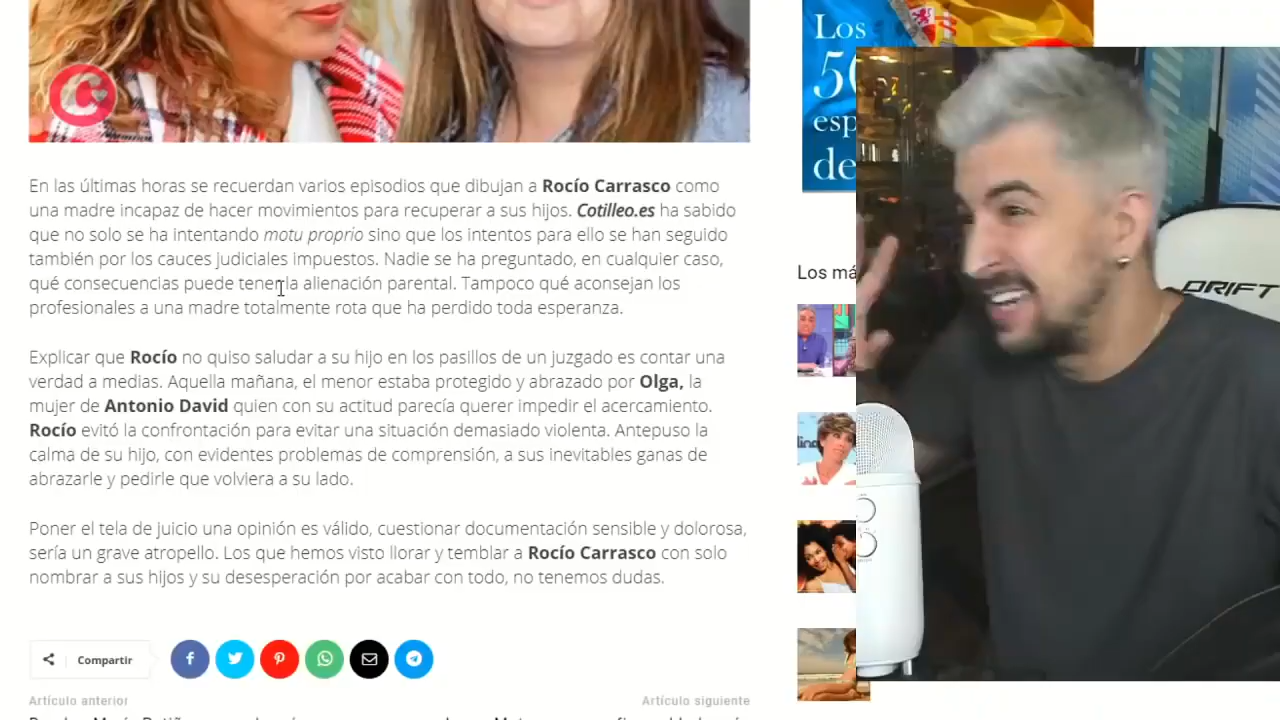 En las últimas horas se recuerdan varios episodios que dibujan a Rocío Carrasco como
una madre incapaz de hacer movimientos para recuperar a sus hijos. Cotilleo.es ha sabido
que no solo se ha intentando motu proprio sino que los intentos para ello se han seguido
también por los cauces judiciales impuestos. Nadie se ha preguntado, en cualquier caso,
qué consecuencias puede tener la alienación parental. Tampoco qué aconsejan los
profesionales a una madre totalmente rota que ha perdido toda esperanza.
Explicar que Rocío no quiso saludar a su hijo en los pasillos de un juzgado es contar una
verdad a medias. Aquella mañana, el menor estaba protegido y abrazado por Olga, la
mujer de Antonio David quien con su actitud parecía querer impedir el acercamiento.
Rocío evitó la confrontación para evitar una situación demasiado violenta. Antepuso la
calma de su hijo, con evidentes problemas de comprensión, a sus inevitables ganas de
abrazarle y pedirle que volviera a su lado.
Poner el tela de juicio una opinión es válido, cuestionar documentación sensible y dolorosa,
sería un grave atropello. Los que hemos visto llorar y temblar a Rocío Carrasco con solo
nombrar a sus hijos y su desesperación por acabar con todo, no tenemos dudas.
Compartir
Artículo anterior
Artículo siguiente
Los
de
Los má
DRIFT